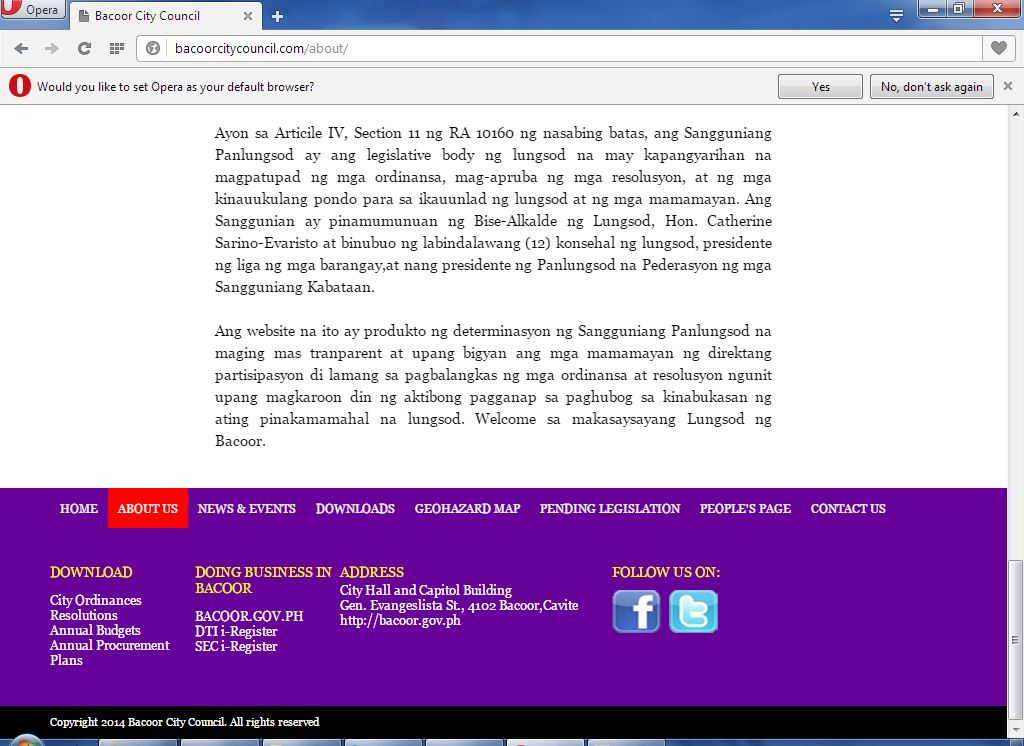 Opera
Bacoor City Council
bacoorcitycouncil.com/about/
Would you like to set Opera as your default browser?
Yes
No, don't ask again
Ayon sa Articile IV, Section 11 ng RA 10160 ng nasabing batas, ang Sangguniang
Panlungsod ay ang legislative body ng lungsod na may kapangyarihan na
magpatupad ng mga ordinansa, mag-apruba ng mga resolusyon, at ng mga
kinauukulang pondo para sa ikauunlad ng lungsod at ng mga mamamayan. Ang
Sanggunian ay pinamumunuan ng Bise-Alkalde ng Lungsod, Hon. Catherine
Sarino-Evaristo at binubuo ng labindalawang (12) konsehal ng lungsod, presidente
ng liga ng mga barangay,at nang presidente ng Panlungsod na Pederasyon ng mga
Sangguniang Kabataan.
Ang website na ito ay produkto ng determinasyon ng Sangguniang Panlungsod na
maging mas tranparent at upang bigyan ang mga mamamayan ng direktang
partisipasyon di lamang sa pagbalangkas ng mga ordinansa at resolusyon ngunit
upang magkaroon din ng aktibong pagganap sa paghubog sa kinabukasan ng
ating pinakamamahal na lungsod. Welcome sa makasaysayang Lungsod ng
Bacoor.
HOME ABOUT US NEWS & EVENTS DOWNLOADS GEOHAZARD MAP PENDING LEGISLATION PEOPLE'S PAGE CONTACT US
DOWNLOAD
City Ordinances
Resolutions
Annual Budgets
Annual Procurement
Plans
DOING BUSINESS IN
BACOOR
BACOOR.GOV.PH
DTI i-Register
SEC i-Register
ADDRESS
City Hall and Capitol Building
Gen. Evangeslista St., 4102 Bacoor,Cavite
http://bacoor.gov.ph
FOLLOW US ON:
Copyright 2014 Bacoor City Council. All rights reserved